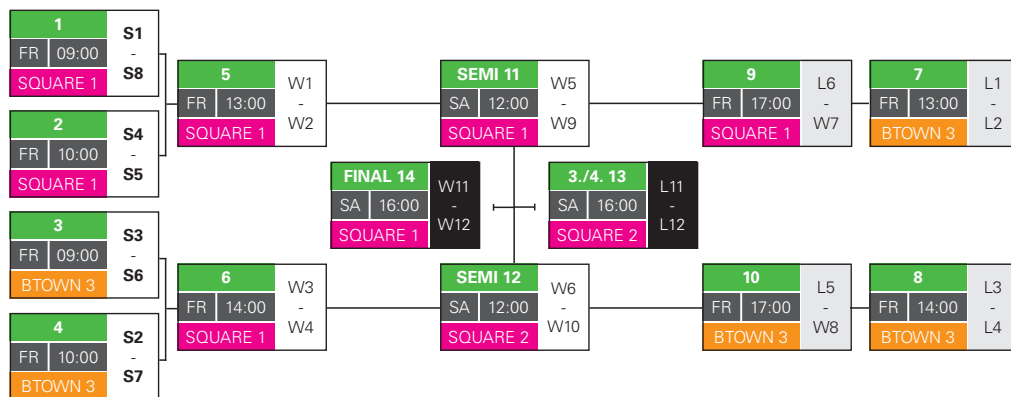 1
FR 09:00
SQUARE 1
S1
-
S8
2
FR 10:00
SQUARE 1
S4
-
S5
3
FR 09:00
BTOWN 3
S3
-
S6
4
FR 10:00
BTOWN 3
S2
-
S7
5
FR 13:00
SQUARE 1
W1
-
W2
6
FR 14:00
SQUARE 1
W3
-
W4
SEMI 11
SA 12:00
SQUARE 1
W5
-
W9
FINAL 14
SA 16:00
SQUARE 1
W11
-
W12
3./4. 13
SA 16:00
SQUARE 2
L11
-
L12
SEMI 12
SA 12:00
SQUARE 2
W6
-
W10
9
FR 17:00
SQUARE 1
L6
-
W7
10
FR 17:00
BTOWN 3
L5
-
W8
7
FR 13:00
BTOWN 3
L1
-
L2
8
FR 14:00
BTOWN 3
L3
-
L4